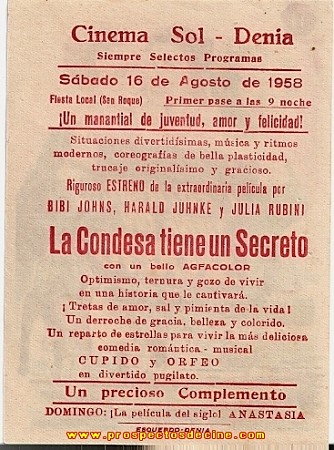 Cinema Sol - Denia
Siempre Selectos Programas
Sábado 16 de Agosto de 1958
Fiesta Local (San Roque) Primer pase a las 9 noche
¡Un manantial de juventud, amor y felicidad!
Situaciones divertidísimas, música y ritmos
modernos, coreografías de bella plasticidad,
trucaje originalísimo y gracioso.
Riguroso ESTRENO de la extraordinaria película por
BIBI JOHNS, HARALD JUHNKE y JULIA RUBINI
La Condesa tiene un Secreto
con un bello AGFACOLOR
Optimismo, ternura y gozo de vivir
en una historia que le cantivará.
¡Tretas de amor, sal y pimienta de la vida!
Un derroche de gracia, belleza y colorido.
Un reparto de estrellas para vivir la más deliciosa
comedia romántica - musical
CUPIDO y ORFEO
en divertido pugilato.
Un precioso Complemento
DOMINGO: ¡La película del siglo! ANASTASIA
ESQUERDO-DENIA
www.prospectosdecine.com